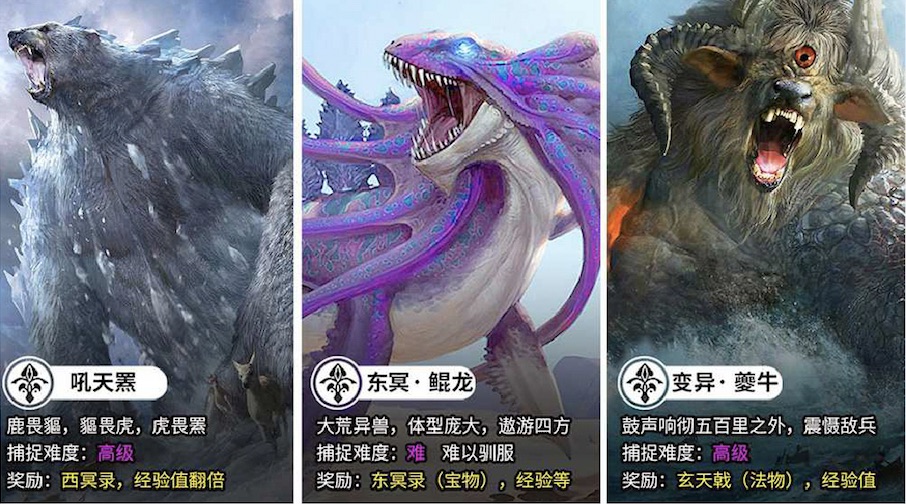 吼天罴
鹿畏貙，貙畏虎，虎畏罴
捕捉难度：高级
奖励：西冥录，经验值翻倍
东冥·鲲龙
大荒异兽，体型庞大，遨游四方
捕捉难度：难 难以驯服
奖励：东冥录（宝物），经验等
变异·夔牛
鼓声响彻五百里之外，震慑敌兵
捕捉难度：高级
奖励：玄天戟（法物），经验值